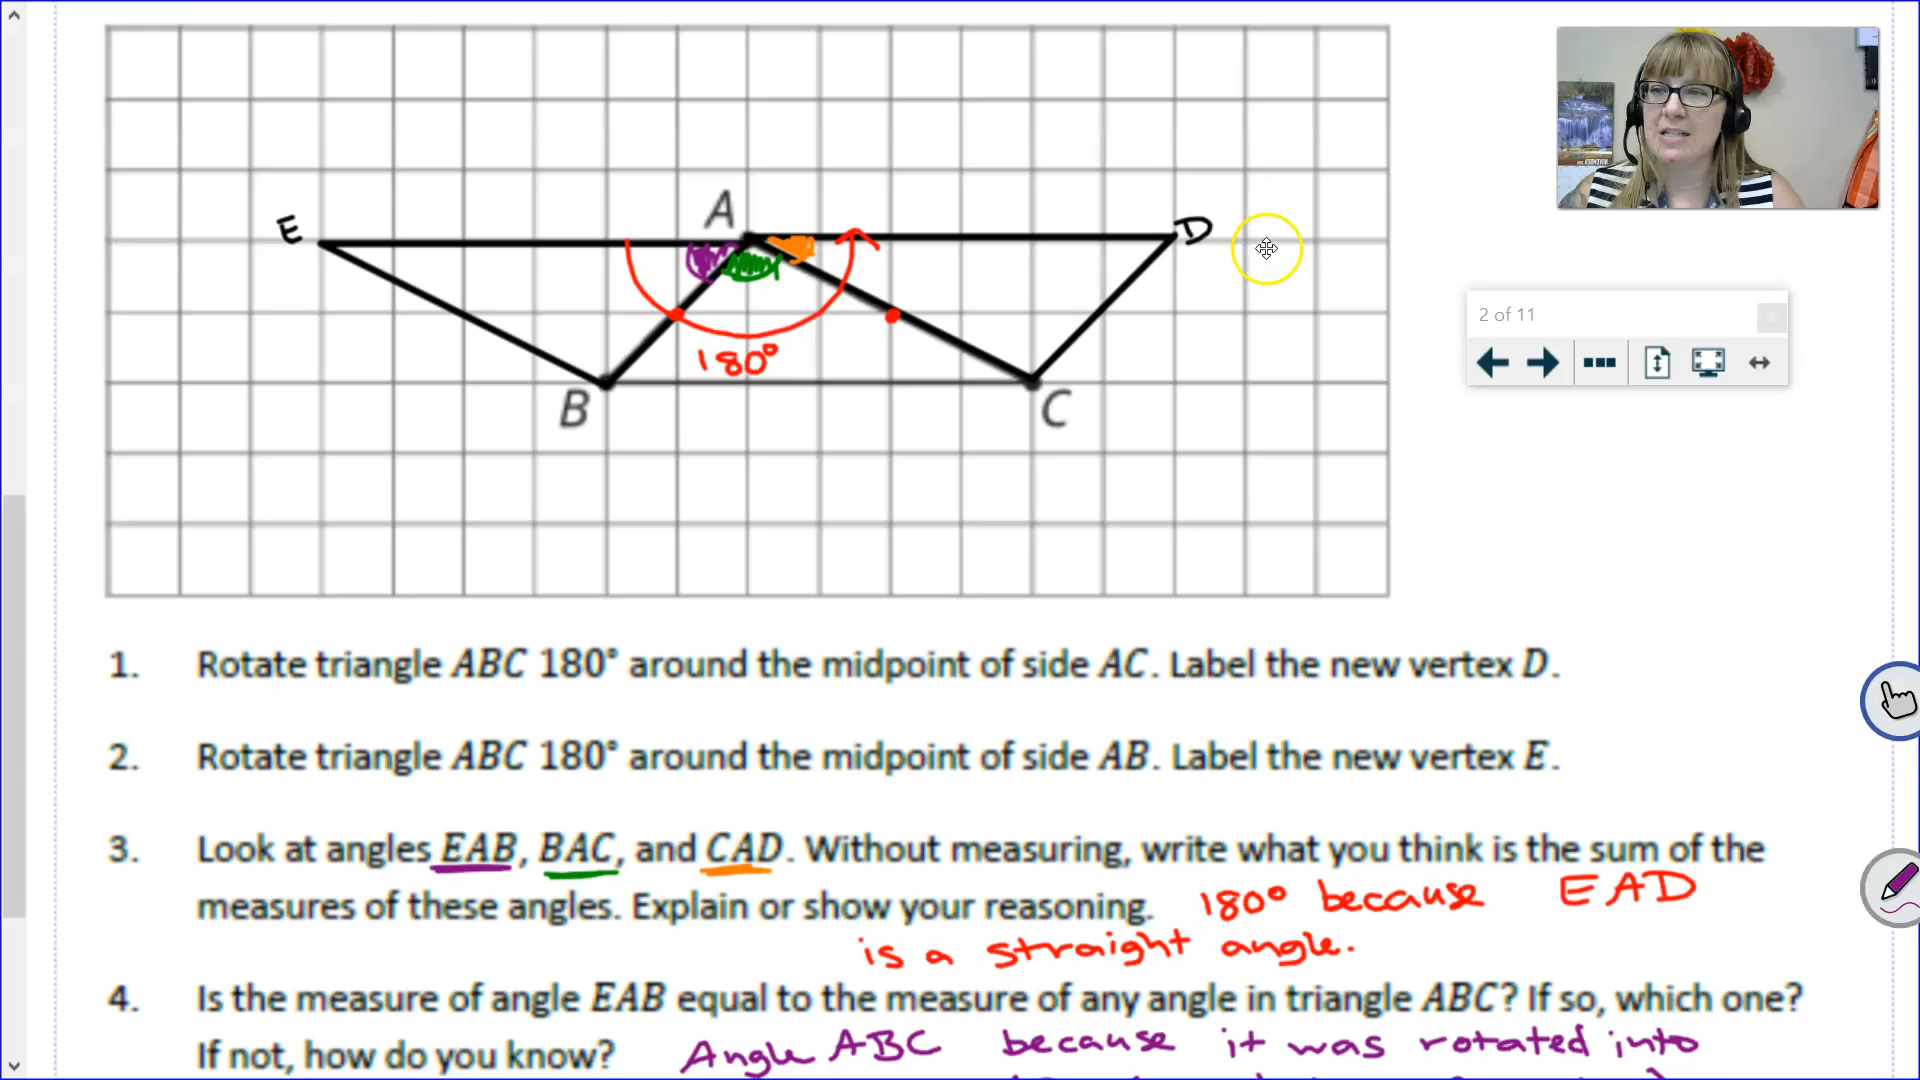 A
E
D
180°
B
C
2 of 11
1. Rotate triangle ABC 180° around the midpoint of side AC. Label the new vertex D.
2. Rotate triangle ABC 180° around the midpoint of side AB. Label the new vertex E.
3. Look at angles EAB, BAC, and CAD. Without measuring, write what you think is the sum of the
measures of these angles. Explain or show your reasoning. 180° because EAD
is a straight angle.
4. Is the measure of angle EAB equal to the measure of any angle in triangle ABC? If so, which one?
If not, how do you know? Angle ABC because it was rotated into